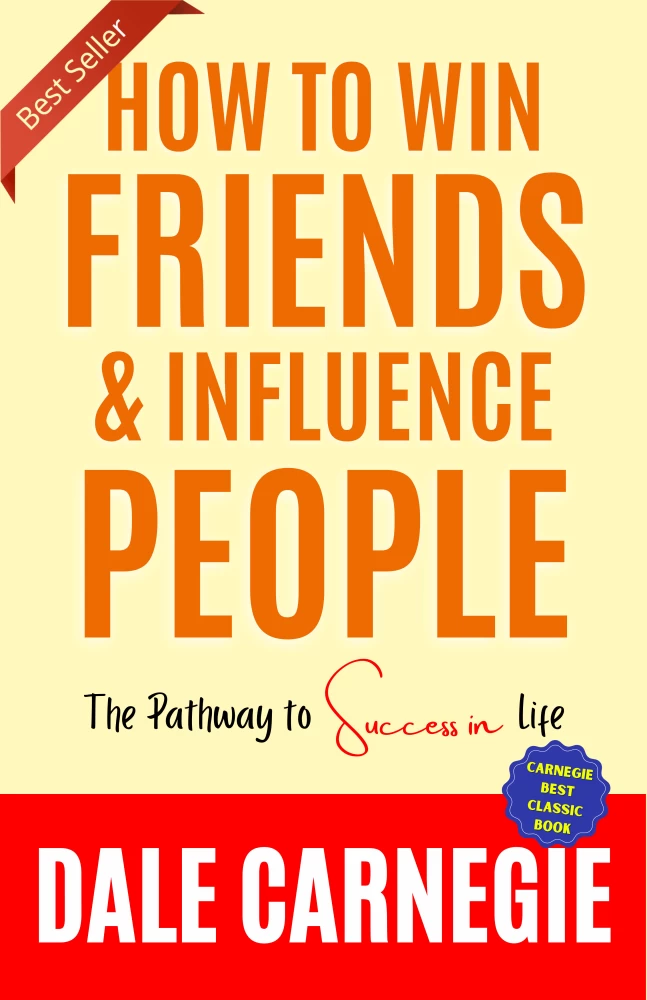 Best Seller
HOW TO WIN
FRIENDS
& INFLUENCE
PEOPLE
The Pathway to Success in Life
CARNEGIE
BEST
CLASSIC
BOOK
DALE CARNEGIE